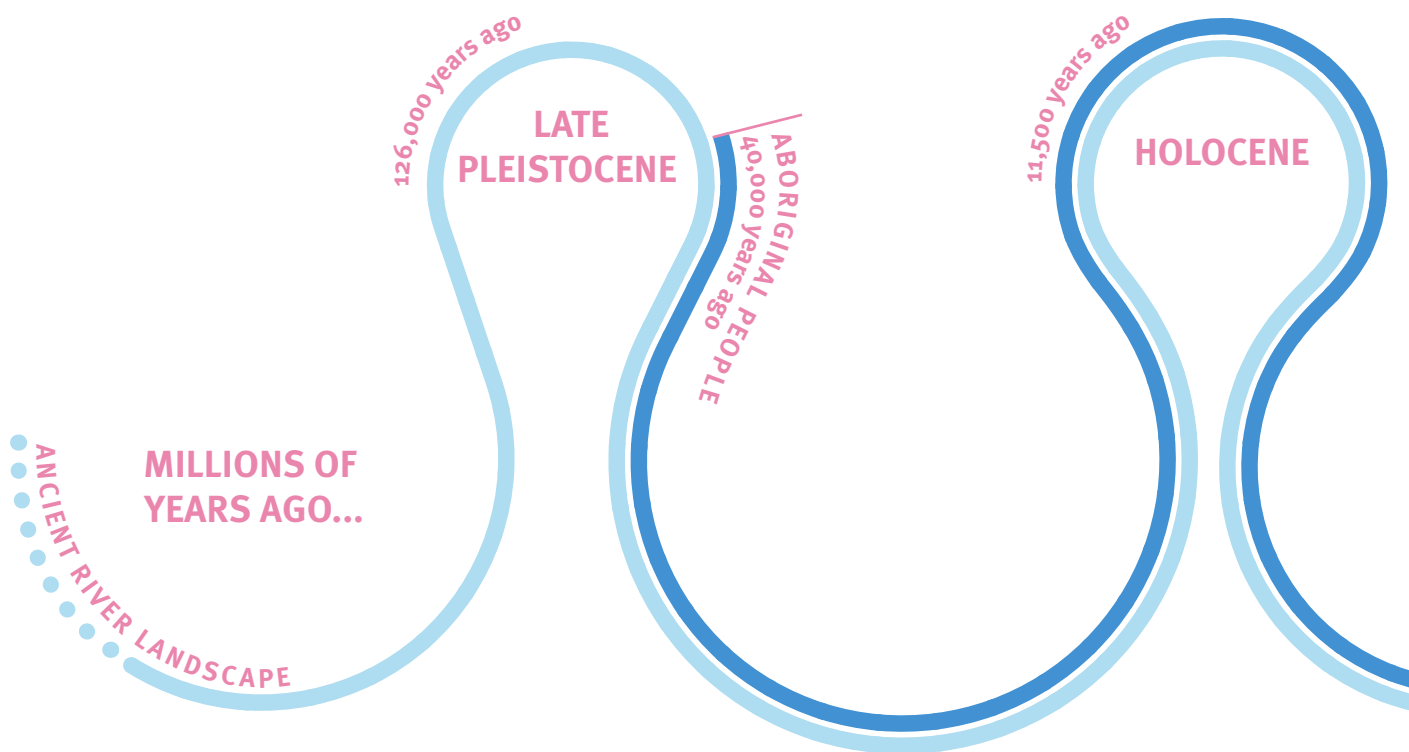 MILLIONS OF
YEARS AGO...
ANCIENT RIVER LANDSCAPE
126,000 years ago
LATE
PLEISTOCENE
ABORIGINAL PEOPLE
40,000 years ago
11,500 years ago
HOLOCENE